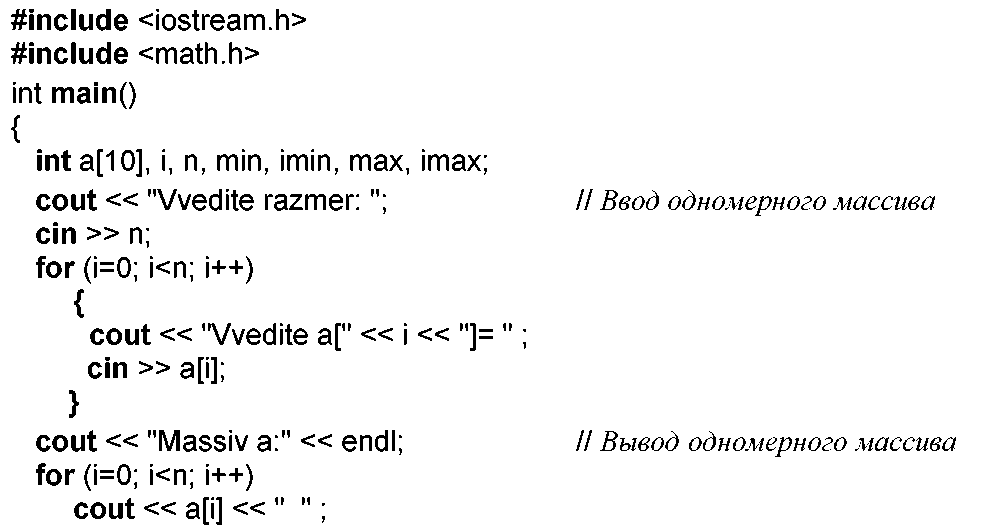 #include <iostream.h>
#include <math.h>
int main()
{
int a[10], i, n, min, imin, max, imax;
cout << "Vvedite razmer: "; // Ввод одномерного массива
cin >> n;
for (i=0; i<n; i++)
{
cout << "Vvedite a[" << i << "]= " ;
cin >> a[i];
}
cout << "Massiv a:" << endl; // Вывод одномерного массива
for (i=0; i<n; i++)
cout << a[i] << "  " ;